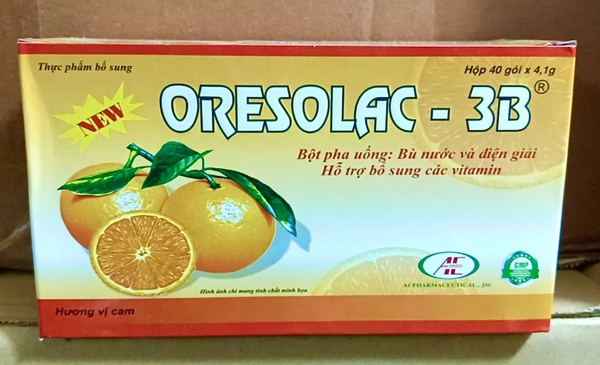 Thực phẩm bổ sung
Hộp 40 gói x 4,1g
NEW
ORESOLAC - 3B®
Bột pha uống: Bù nước và điện giải
Hỗ trợ bổ sung các vitamin
ACPHARMACEUTICAL., JSC
GMP
Hình ảnh chỉ mang tính chất minh họa
Hương vị cam